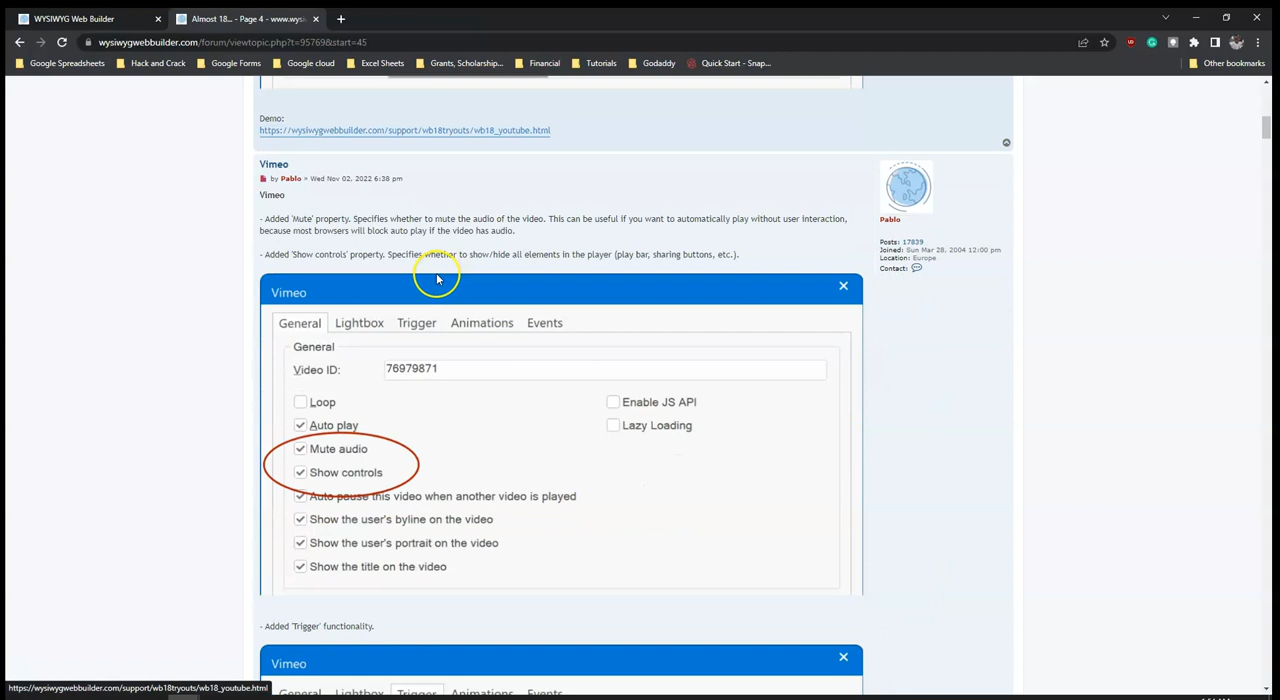 WYSIWYG Web Builder
Almost 18... - Page 4 - www.wysi
wysiwygwebbuilder.com/forum/viewtopic.php?t=95769&start=45
Google Spreadsheets
Hack and Crack
Google Forms
Google cloud
Excel Sheets
Grants, Scholarship...
Financial
Tutorials
Godaddy
Quick Start - Snap...
Other bookmarks
Demo:
https://wysiwygwebbuilder.com/support/wb18tryouts/wb18_youtube.html
Vimeo
by Pablo » Wed Nov 02, 2022 6:38 pm
Vimeo
- Added 'Mute' property. Specifies whether to mute the audio of the video. This can be useful if you want to automatically play without user interaction,
because most browsers will block auto play if the video has audio.
- Added 'Show controls' property. Specifies whether to show/hide all elements in the player (play bar, sharing buttons, etc.).
Pablo
Posts: 17839
Joined: Sun Mar 28, 2004 12:00 pm
Location: Europe
Contact:
Vimeo
General Lightbox Trigger Animations Events
General
Video ID: 76979871
Loop
Enable JS API
Auto play
Lazy Loading
Mute audio
Show controls
Auto pause this video when another video is played
Show the user's byline on the video
Show the user's portrait on the video
Show the title on the video
- Added 'Trigger' functionality.
Vimeo
General Lightbox Trigger Animations Events
https://wysiwygwebbuilder.com/support/wb18tryouts/wb18_youtube.html